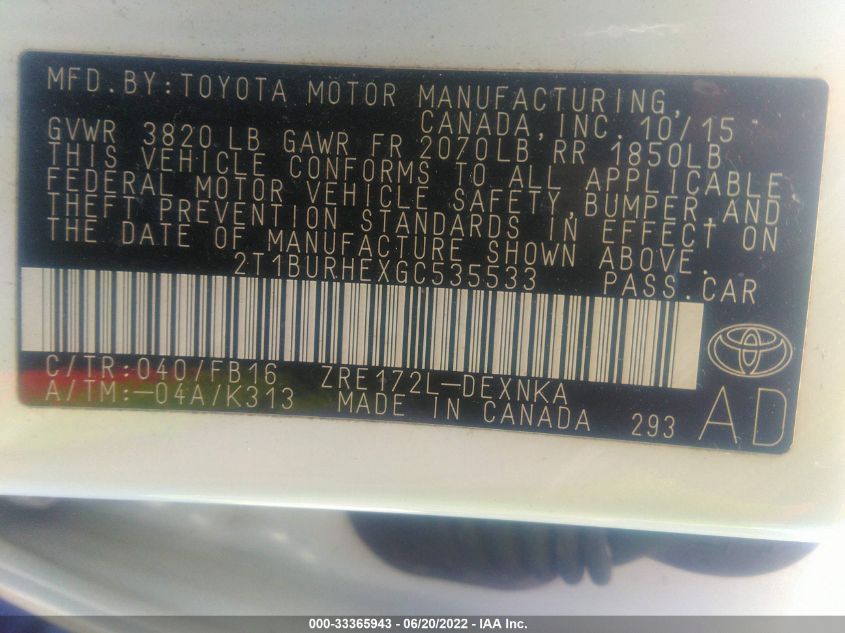 MFD.BY:TOYOTA MOTOR MANUFACTURING,
CANADA,INC. 10/15
GVWR 3820 LB GAWR FR 2070LB RR 1850LB
THIS VEHICLE CONFORMS TO ALL APPLICABLE
FEDERAL MOTOR VEHICLE SAFETY,BUMPER,AND
THEFT PREVENTION STANDARDS IN EFFECT ON
THE DATE OF MANUFACTURE SHOWN ABOVE.
2T1BURHEXGC535533 PASS.CAR
C/TR:040/FB16 ZRE172L-DEXNKA
A/TM:-04A/K313 MADE IN CANADA 293 AD
000-33365943 - 06/20/2022 - IAA Inc.